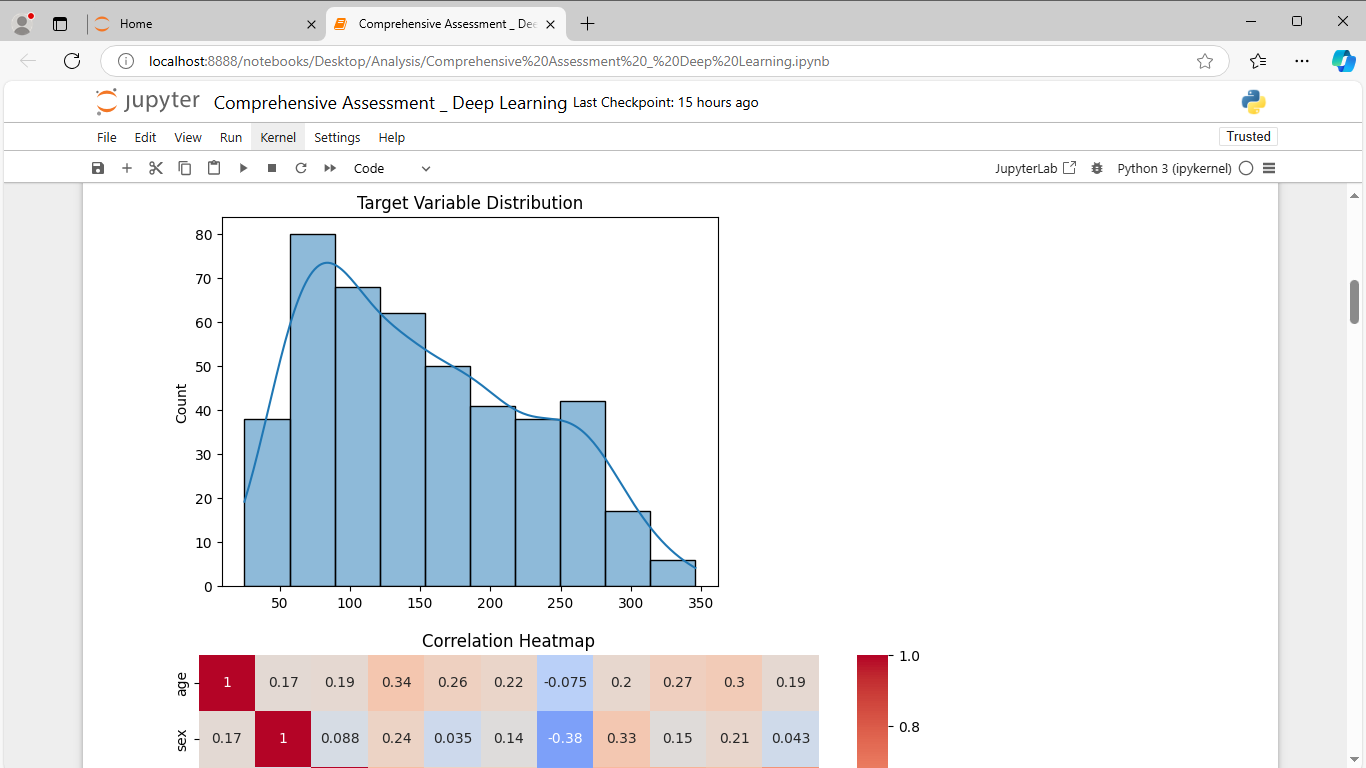 Home
Comprehensive Assessment _ Dee
localhost:8888/notebooks/Desktop/Analysis/Comprehensive%20Assessment%20_%20Deep%20Learning.ipynb
jupyter Comprehensive Assessment _ Deep Learning Last Checkpoint: 15 hours ago
File Edit View Run Kernel Settings Help Trusted
Code JupyterLab Python 3 (ipykernel)
Target Variable Distribution
80
70
60
50
40
30
20
10
0
Count
50 100 150 200 250 300 350
Correlation Heatmap
age 1 0.17 0.19 0.34 0.26 0.22 -0.075 0.2 0.27 0.3 0.19 1.0
0.8
sex 0.17 1 0.088 0.24 0.035 0.14 -0.38 0.33 0.15 0.21 0.043